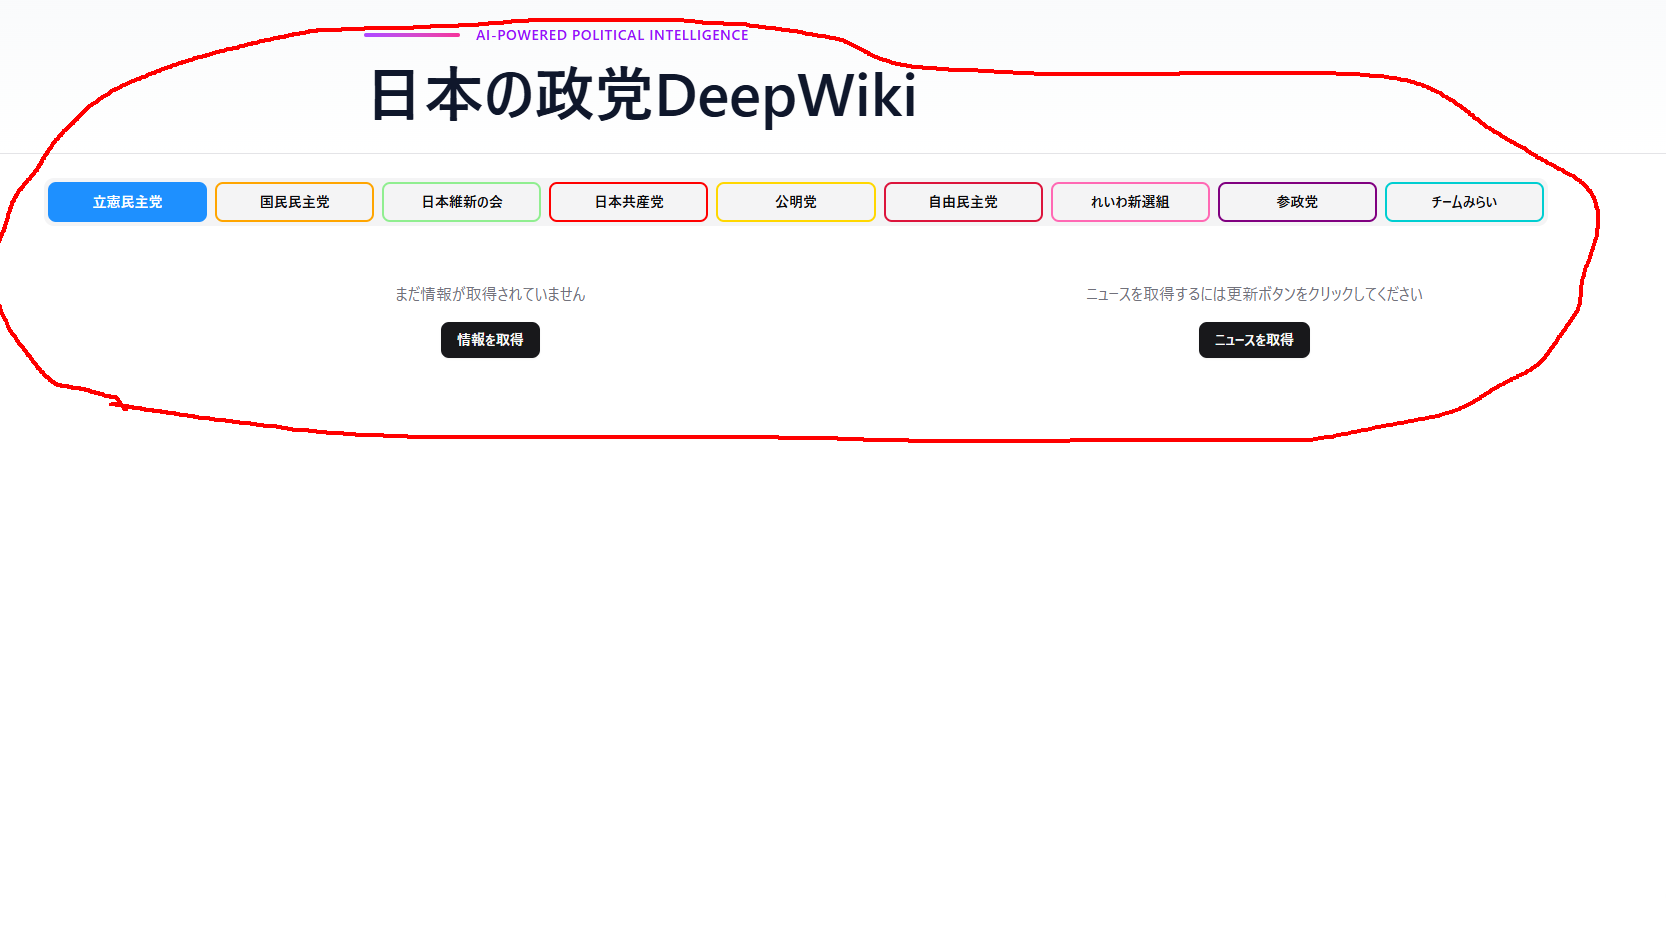 AI-POWERED POLITICAL INTELLIGENCE
日本の政党DeepWiki
立憲民主党 国民民主党 日本維新の会 日本共産党 公明党 自由民主党 れいわ新選組 参政党 チームみらい
まだ情報が取得されていません
情報を取得
ニュースを取得するには更新ボタンをクリックしてください
ニュースを取得